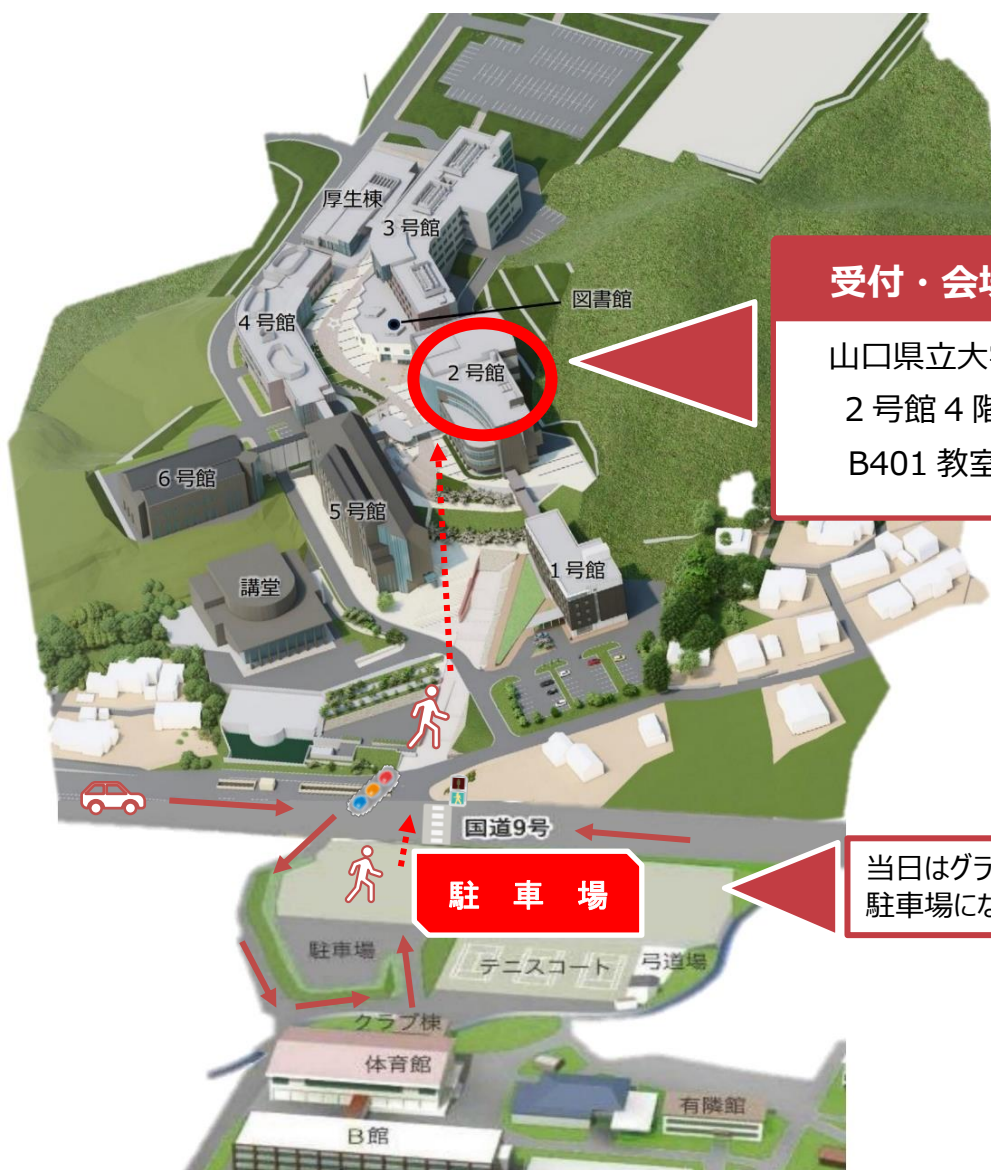 厚生棟
3 号館
図書館
4 号館
2 号館
受付・会場
山口県立大学
2 号館 4 階
B401 教室
6 号館
5 号館
1 号館
講堂
国道9号
駐 車 場
当日はグラ
駐車場にな
駐車場
テニスコート
弓道場
クラブ棟
体育館
有隣館
B館